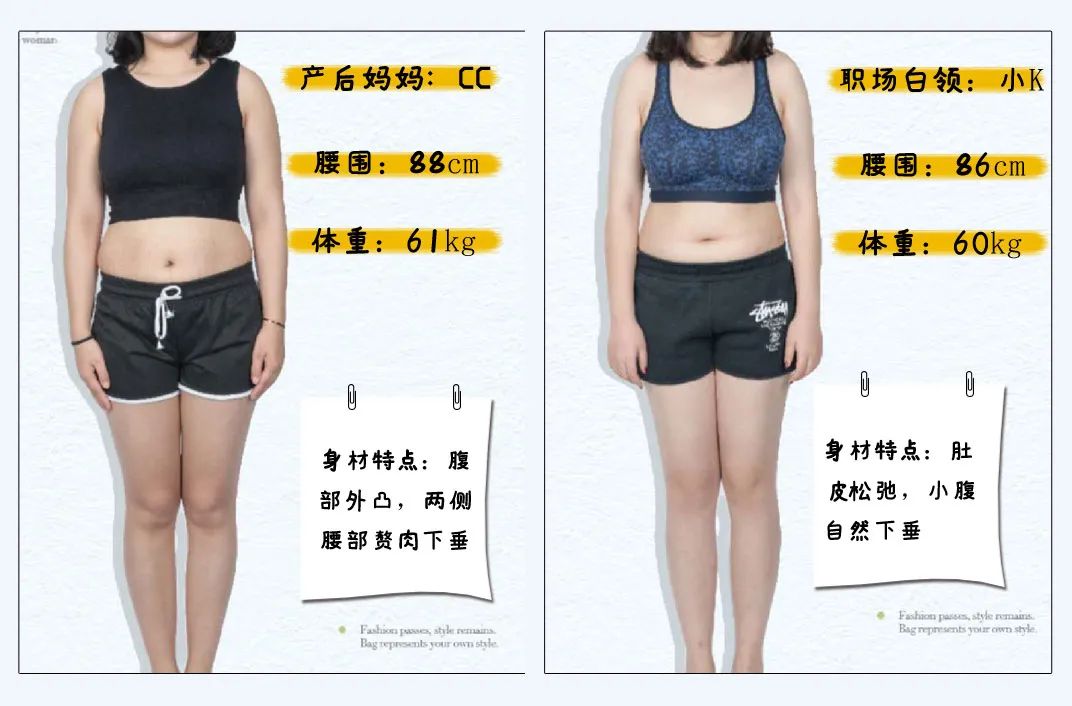 woman.
产后妈妈：CC
腰围：88cm
体重：61kg
身材特点：腹
部外凸，两侧
腰部赘肉下垂
Fashion passes, style remains.
Bag represents your own style.
职场白领：小K
腰围：86cm
体重：60kg
身材特点：肚
皮松弛，小腹
自然下垂
Fashion passes, style remains.
Bag represents your own style.